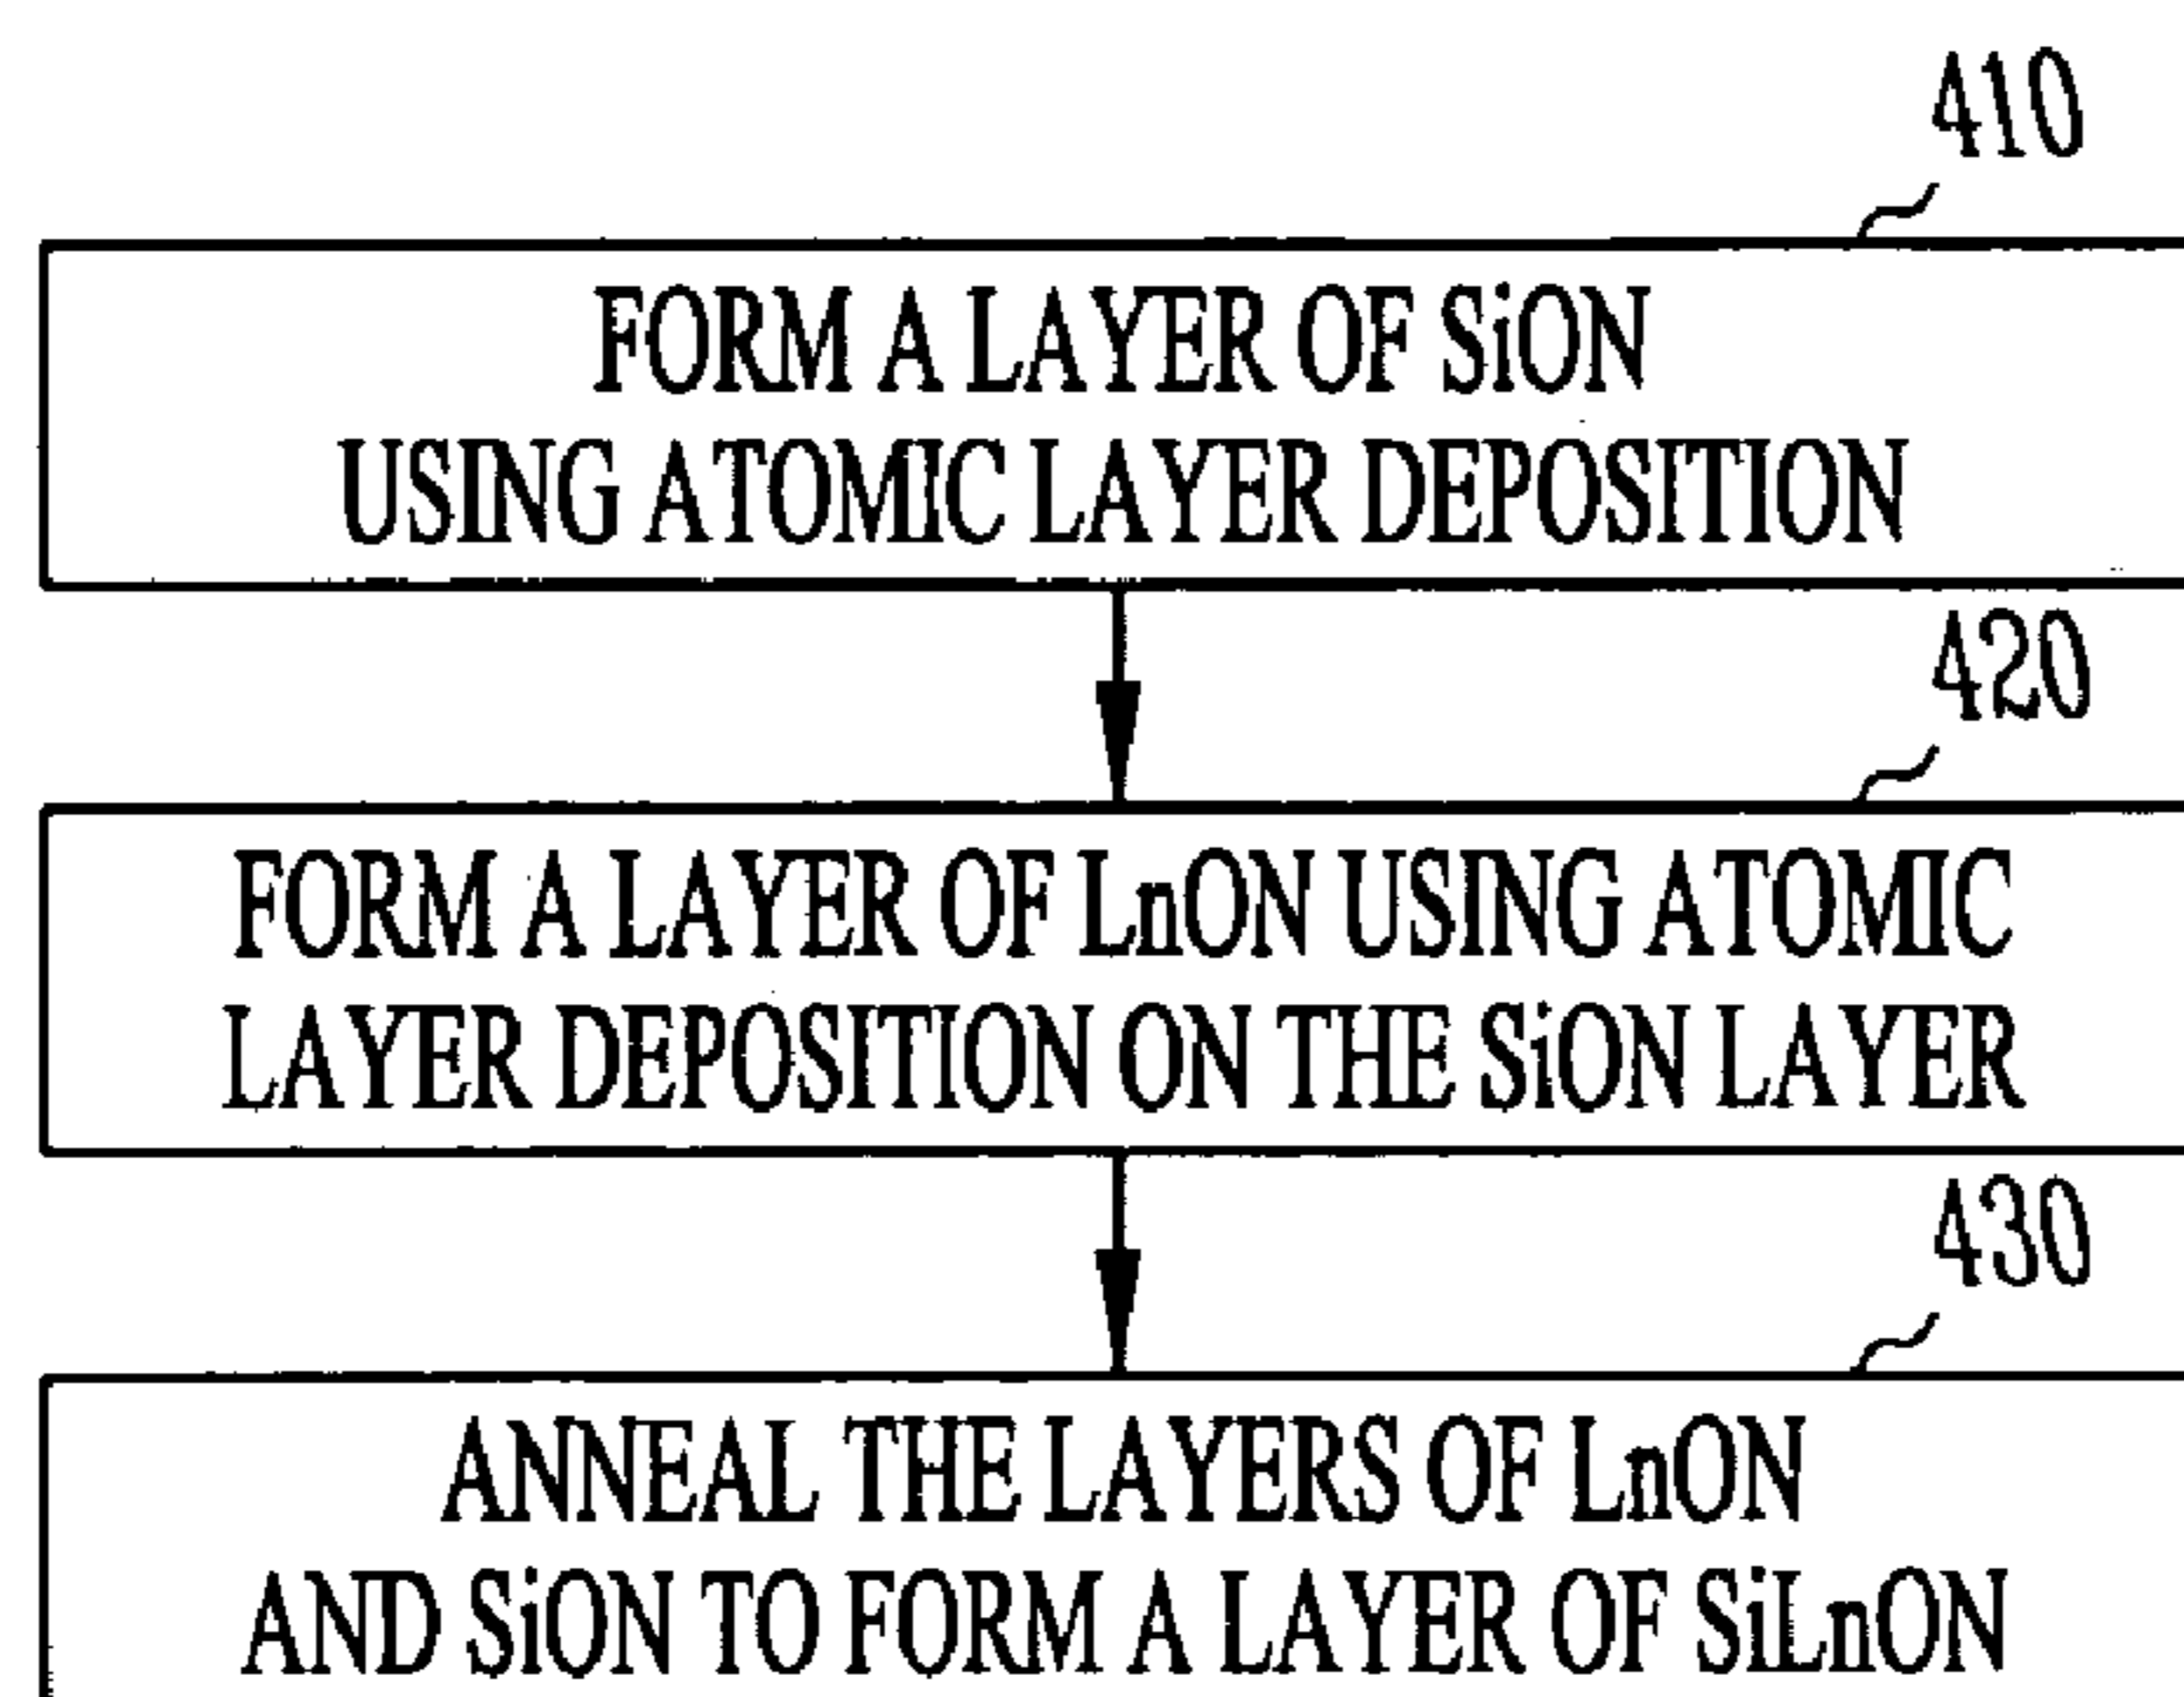 410
FORM A LAYER OF SiON
USING ATOMIC LAYER DEPOSITION
420
FORM A LAYER OF LnON USING ATOMIC
LAYER DEPOSITION ON THE SiON LAYER
430
ANNEAL THE LAYERS OF LnON
AND SiON TO FORM A LAYER OF SiLnON